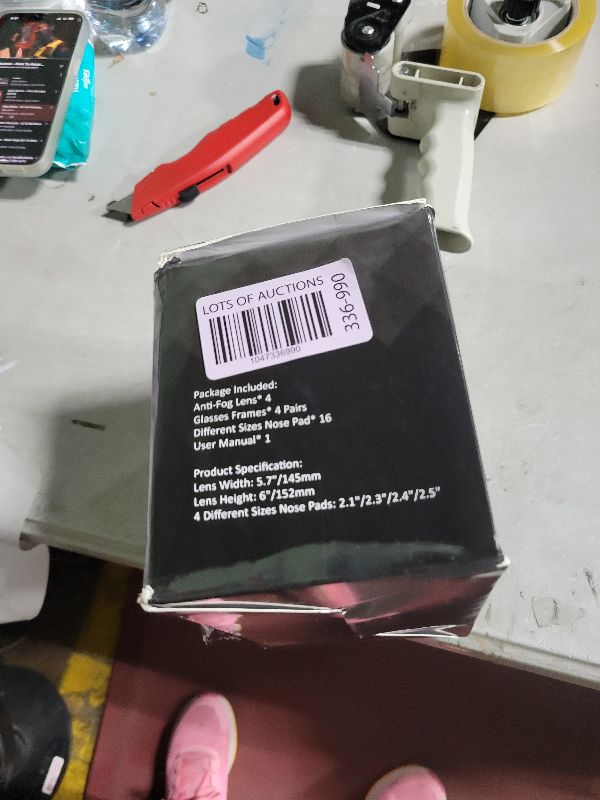 LOTS OF AUCTIONS
336-990
1047336990
Package Included:
Anti-Fog Lens* 4
Glasses Frames* 4 Pairs
Different Sizes Nose Pad* 16
User Manual* 1
Product Specification:
Lens Width: 5.7"/145mm
Lens Height: 6"/152mm
4 Different Sizes Nose Pads: 2.1"/2.3"/2.4"/2.5"